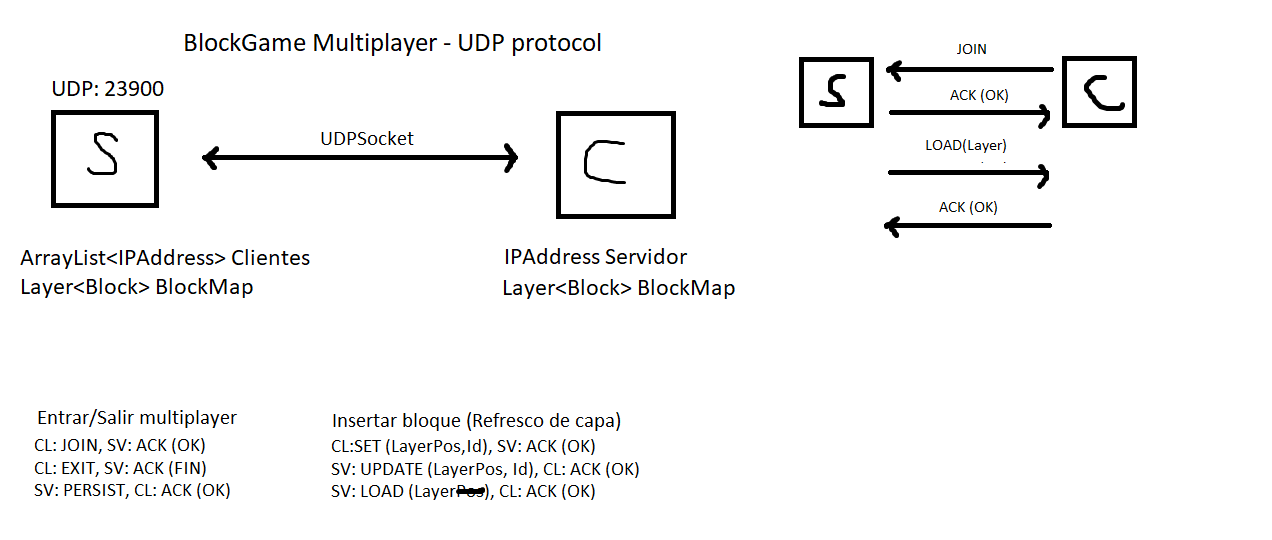 BlockGame Multiplayer - UDP protocol
UDP: 23900
S
UDPSocket
C
ArrayList<IPAddress> Clientes
Layer<Block> BlockMap
IPAddress Servidor
Layer<Block> BlockMap
JOIN
S
C
ACK (OK)
LOAD(Layer)
ACK (OK)
Entrar/Salir multiplayer
CL: JOIN, SV: ACK (OK)
CL: EXIT, SV: ACK (FIN)
SV: PERSIST, CL: ACK (OK)
Insertar bloque (Refresco de capa)
CL:SET (LayerPos,Id), SV: ACK (OK)
SV: UPDATE (LayerPos, Id), CL: ACK (OK)
SV: LOAD (LayerPos), CL: ACK (OK)